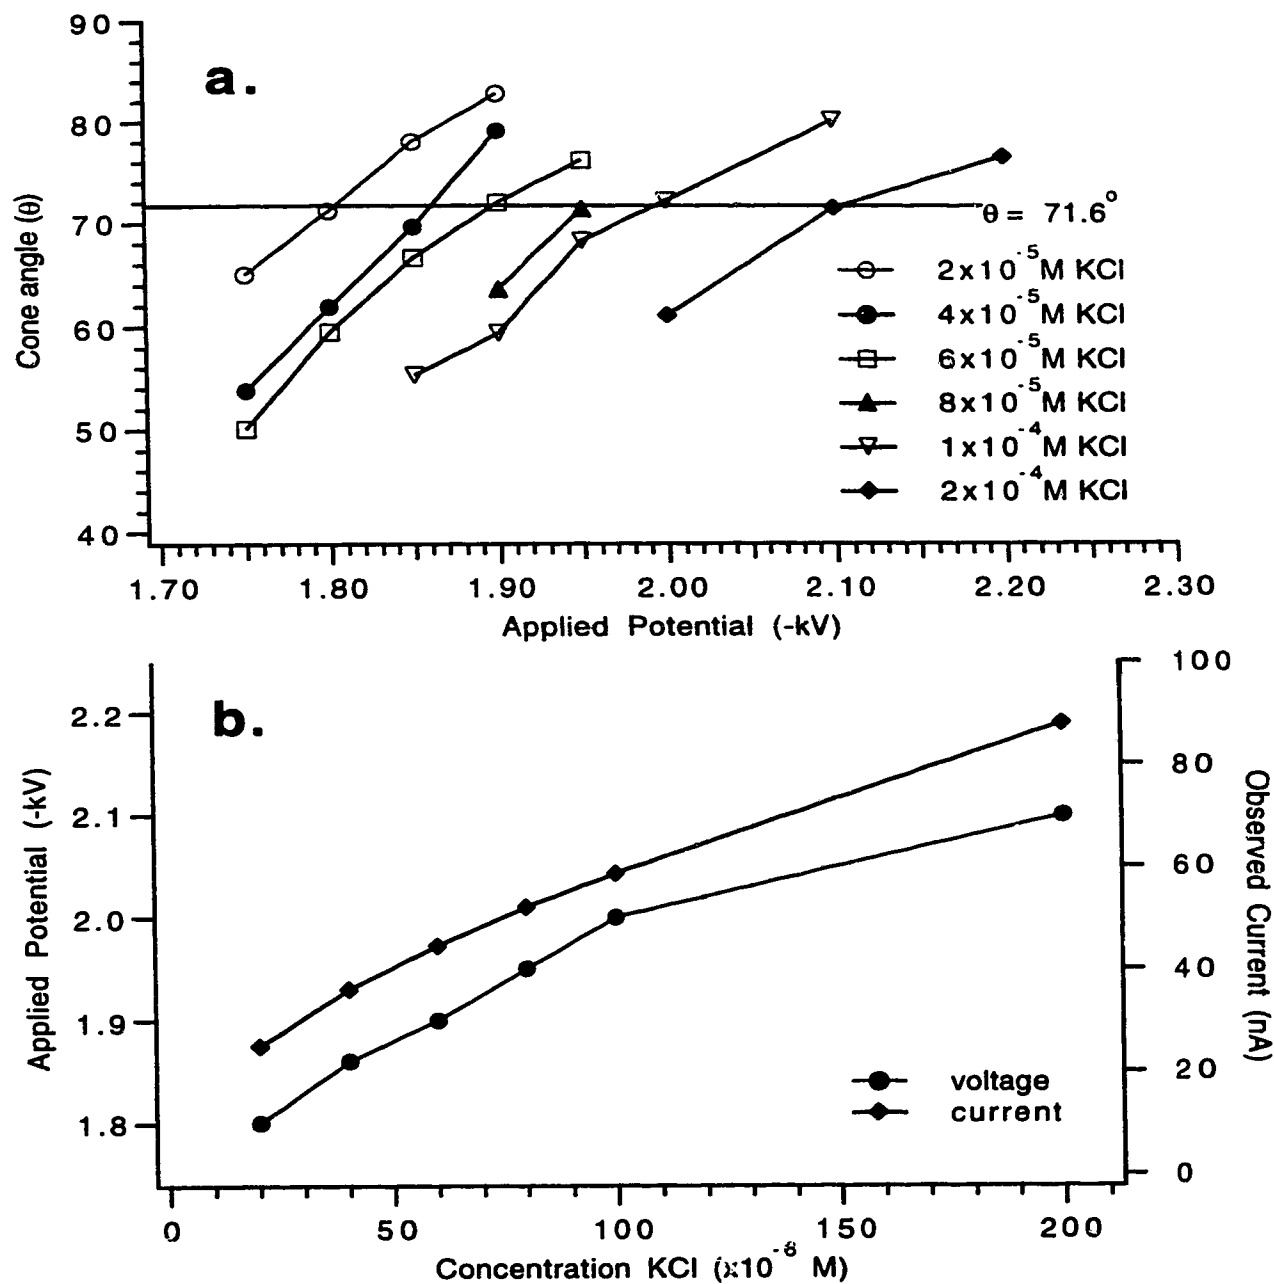 a.
Cone angle (θ)
90
80
70
60
50
40
θ = 71.6°
2x10⁻⁵M KCl
4x10⁻⁵M KCl
6x10⁻⁵M KCl
8x10⁻⁵M KCl
1x10⁻⁴M KCl
2x10⁻⁴M KCl
1.70 1.80 1.90 2.00 2.10 2.20 2.30
Applied Potential (-kV)
b.
Applied Potential (-kV)
2.2
2.1
2.0
1.9
1.8
100
80
60
40
20
0
Observed Current (nA)
voltage
current
0 50 100 150 200
Concentration KCl (x10⁻⁶ M)